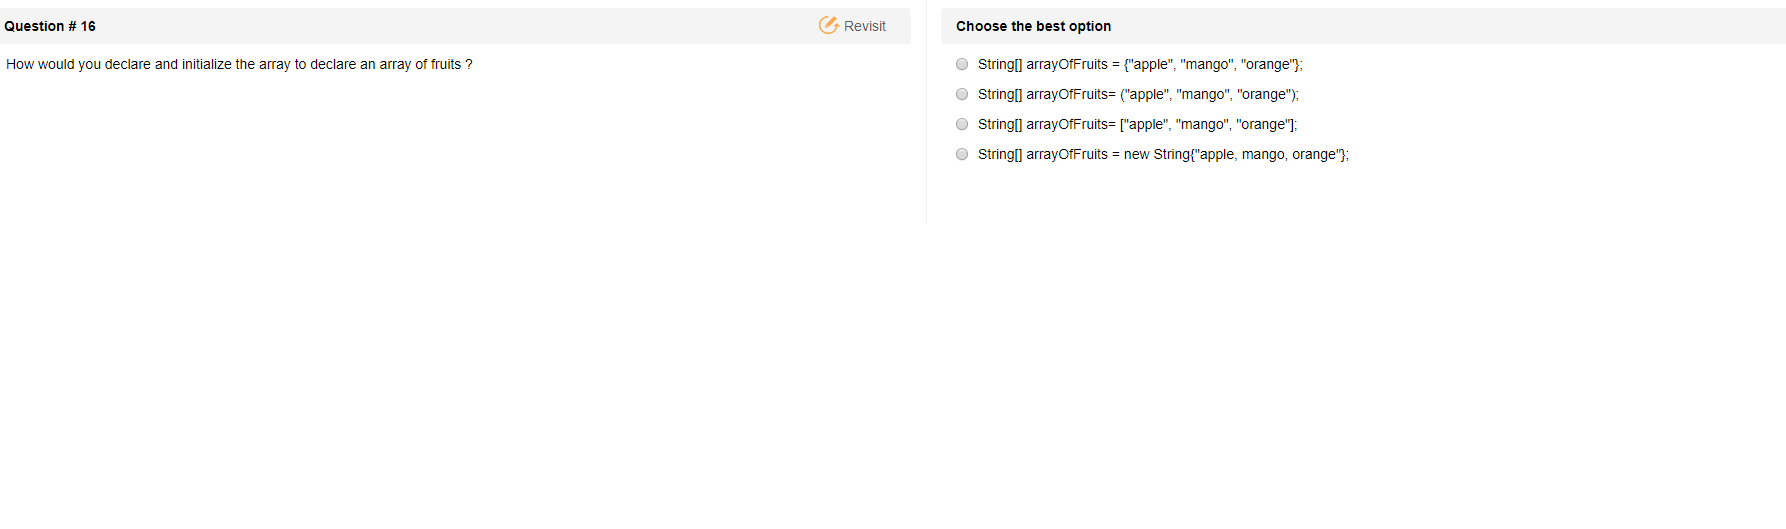 Question # 16
Revisit
How would you declare and initialize the array to declare an array of fruits ?
Choose the best option
String[] arrayOfFruits = {"apple", "mango", "orange"};
String[] arrayOfFruits= ("apple", "mango", "orange");
String[] arrayOfFruits= ["apple", "mango", "orange"];
String[] arrayOfFruits = new String{"apple, mango, orange"};